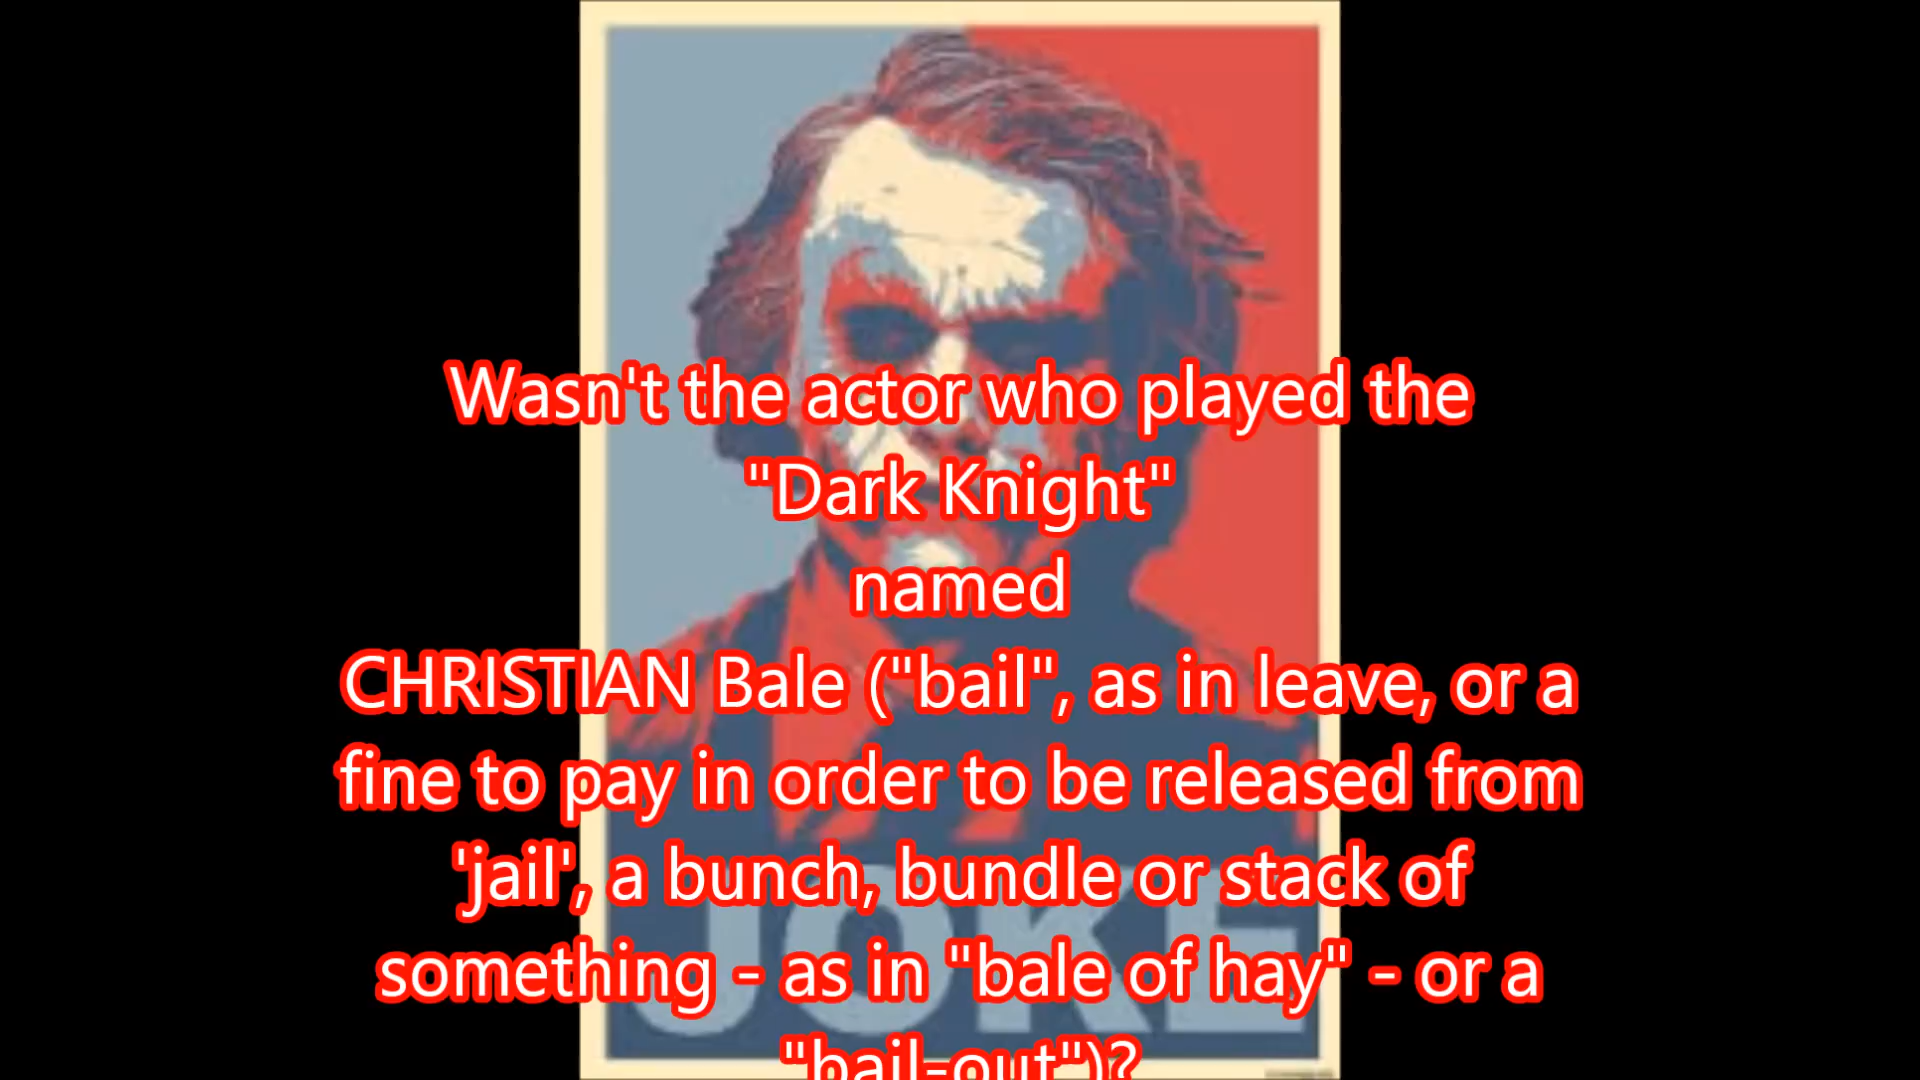 Wasn't the actor who played the
"Dark Knight"
named
CHRISTIAN Bale ("bail", as in leave, or a
fine to pay in order to be released from
'jail', a bunch, bundle or stack of
something - as in "bale of hay" - or a
"bail-out")?
JOKE